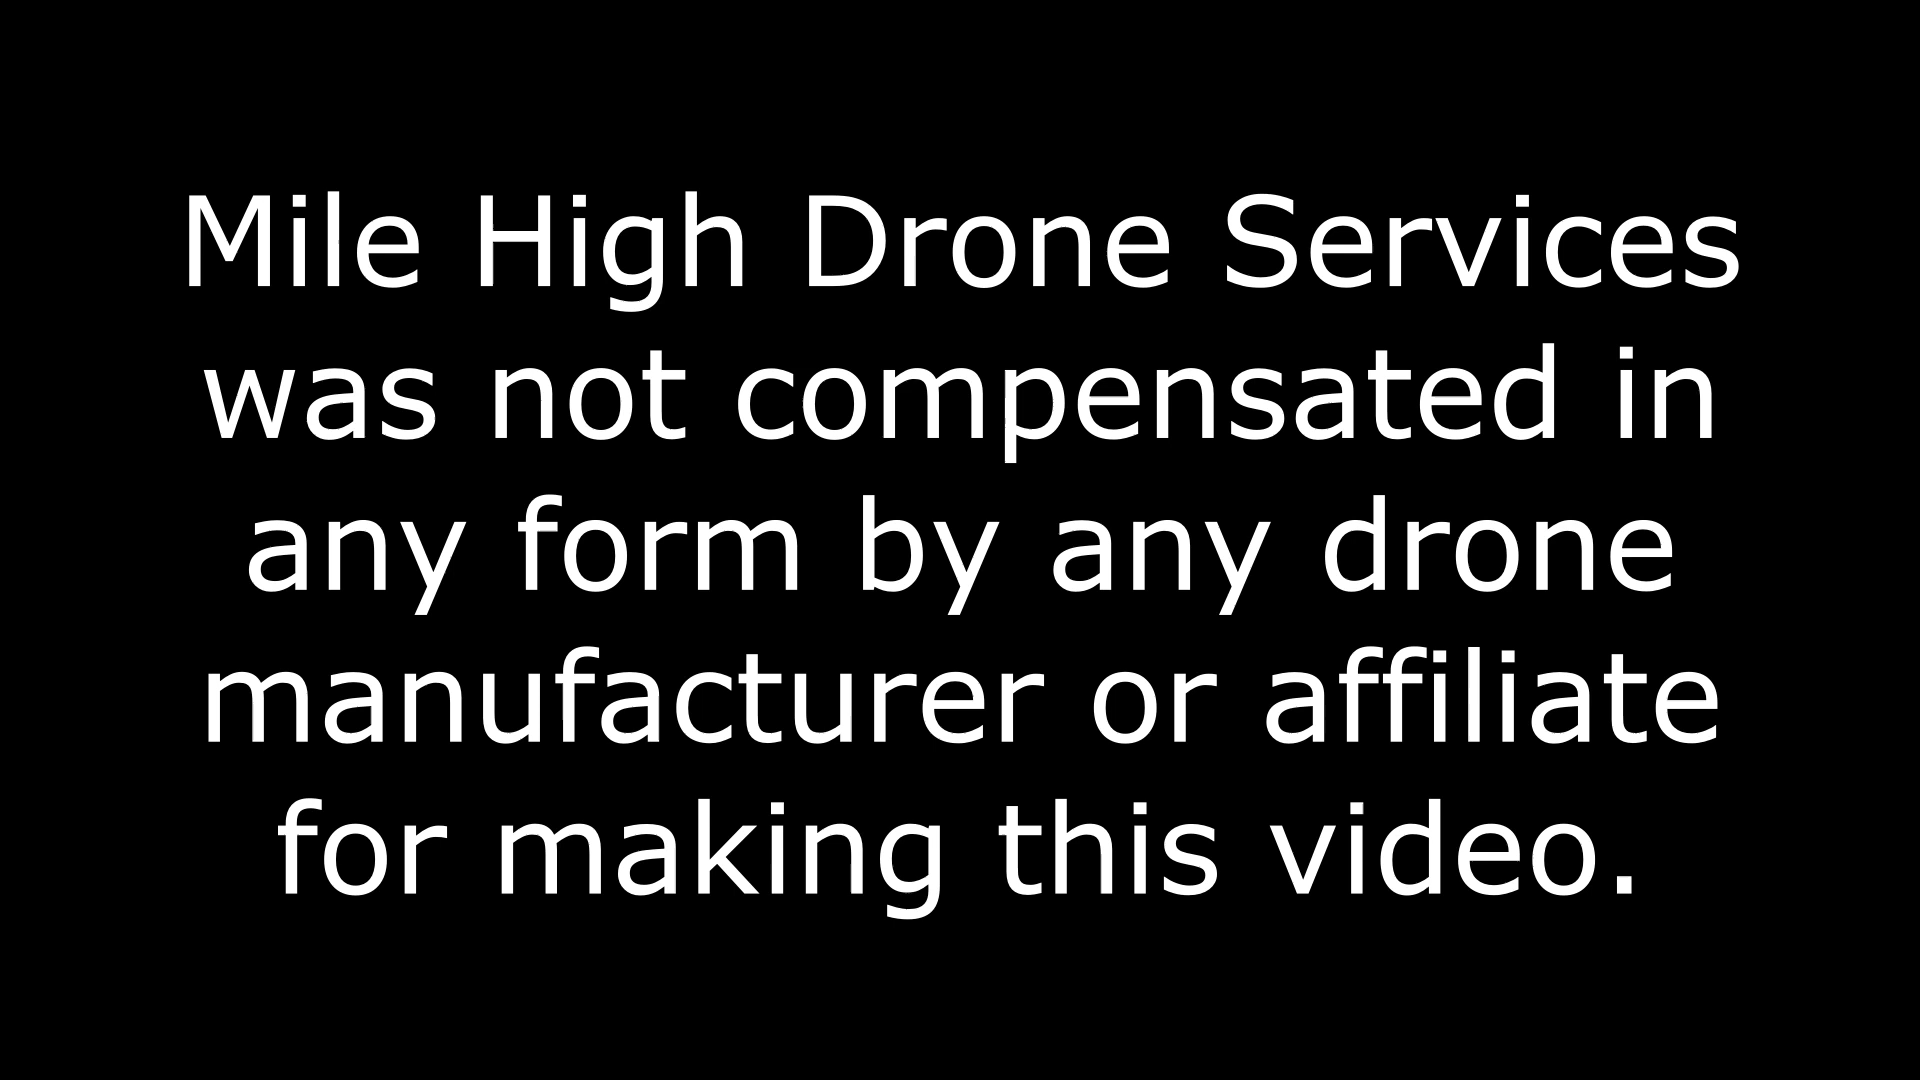 Mile High Drone Services
was not compensated in
any form by any drone
manufacturer or affiliate
for making this video.